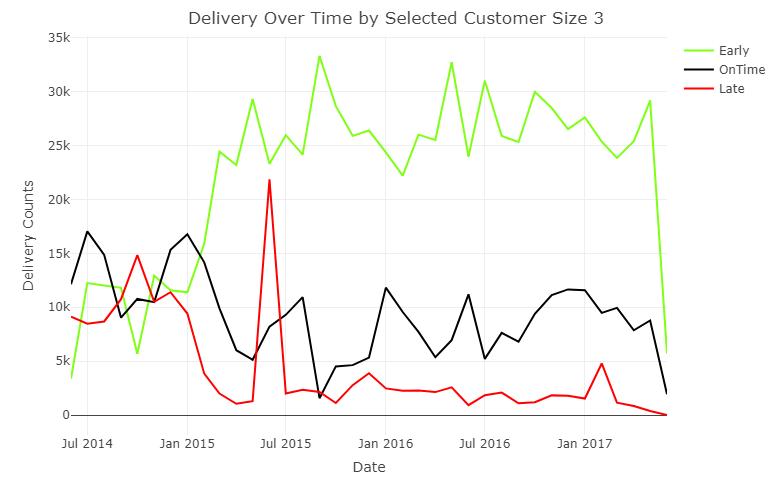 Delivery Over Time by Selected Customer Size 3
Early
OnTime
Late
Delivery Counts
35k
30k
25k
20k
15k
10k
5k
0
Jul 2014
Jan 2015
Jul 2015
Jan 2016
Jul 2016
Jan 2017
Date